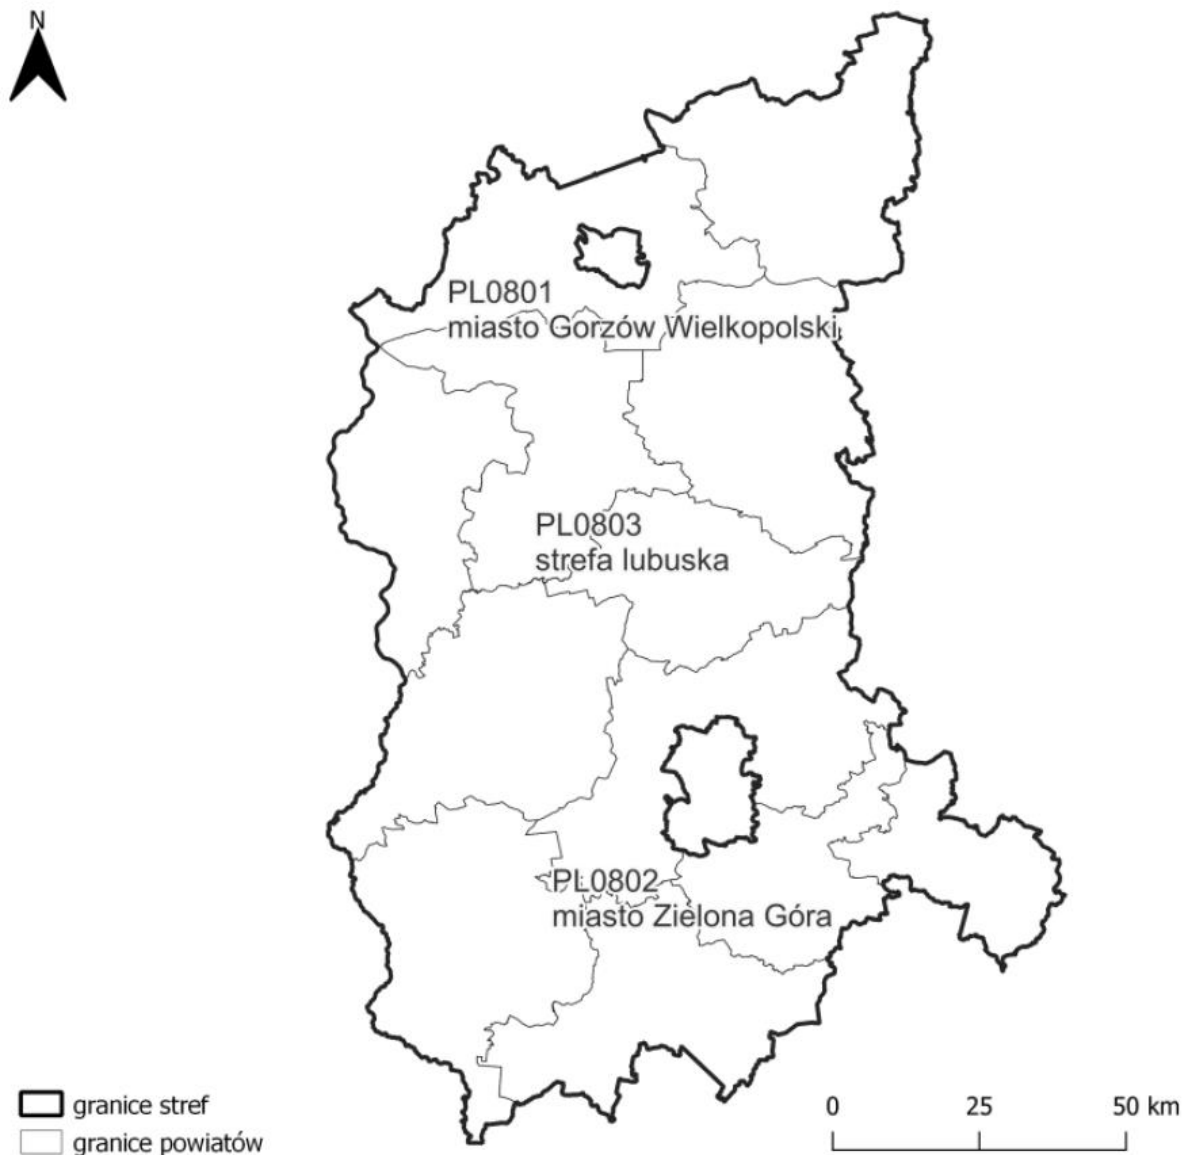 N
PL0801
miasto Gorzów Wielkopolski
PL0803
strefa lubuska
PL0802
miasto Zielona Góra
granice stref
granice powiatów
0 25 50 km